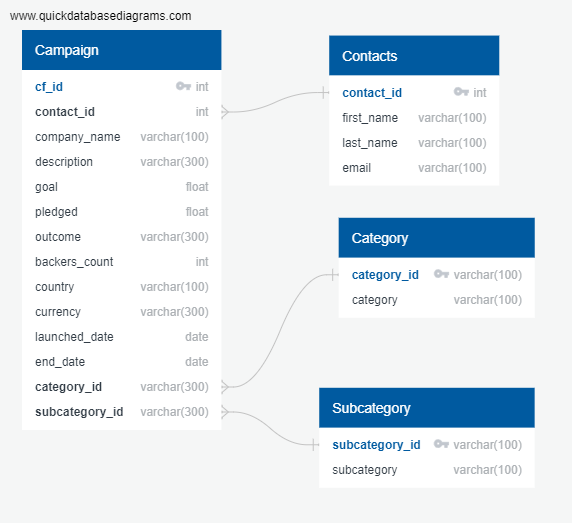 www.quickdatabasediagrams.com
Campaign
cf_id int
contact_id int
company_name varchar(100)
description varchar(300)
goal float
pledged float
outcome varchar(300)
backers_count int
country varchar(100)
currency varchar(300)
launched_date date
end_date date
category_id varchar(300)
subcategory_id varchar(300)
Contacts
contact_id int
first_name varchar(100)
last_name varchar(100)
email varchar(100)
Category
category_id varchar(100)
category varchar(100)
Subcategory
subcategory_id varchar(100)
subcategory varchar(100)